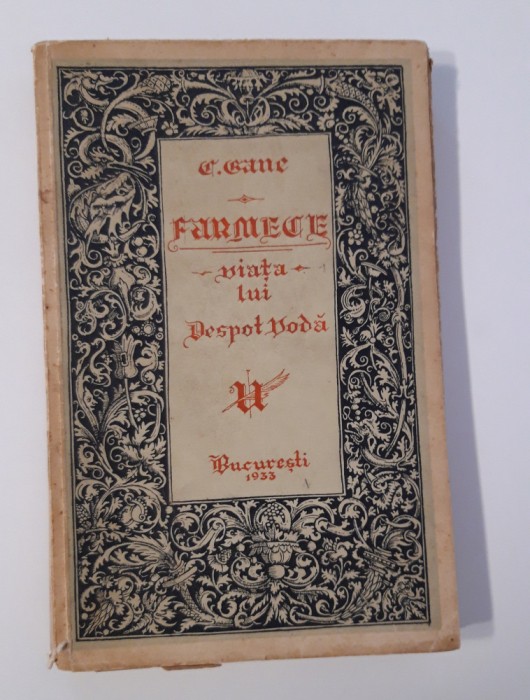 C. Gane
FARMECE
viața
lui
Despot Vodă
U
București
1933